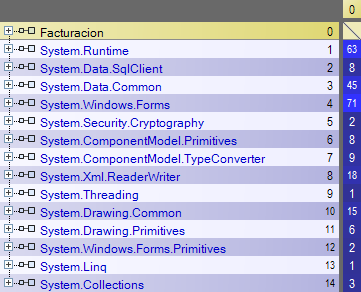 0
Facturacion 0
System.Runtime 1 63
System.Data.SqlClient 2 8
System.Data.Common 3 45
System.Windows.Forms 4 71
System.Security.Cryptography 5 2
System.ComponentModel.Primitives 6 8
System.ComponentModel.TypeConverter 7 9
System.Xml.ReaderWriter 8 18
System.Threading 9 1
System.Drawing.Common 10 15
System.Drawing.Primitives 11 6
System.Windows.Forms.Primitives 12 2
System.Linq 13 1
System.Collections 14 3